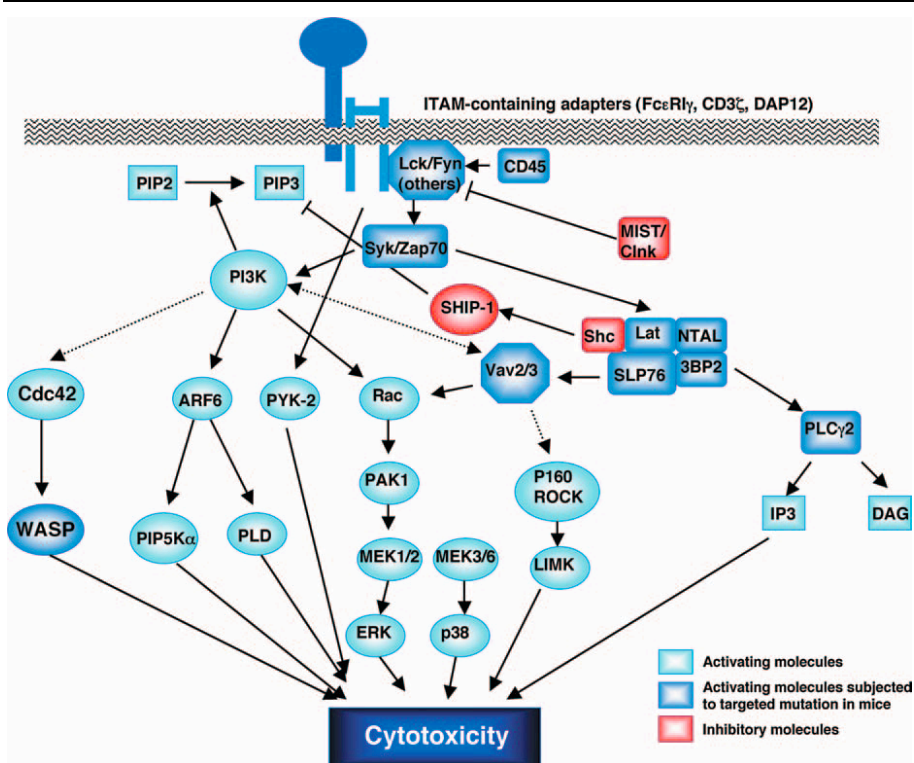 ITAM-containing adapters (FcεRIγ, CD3ζ, DAP12)
PIP2
PIP3
Lck/Fyn
(others)
CD45
MIST/
Clnk
Syk/Zap70
PI3K
SHIP-1
Shc
Lat
NTAL
SLP76
3BP2
Vav2/3
Cdc42
ARF6
PYK-2
Rac
PLCγ2
PAK1
P160
ROCK
IP3
DAG
WASP
PIP5Kα
PLD
MEK1/2
MEK3/6
LIMK
ERK
p38
Cytotoxicity
Activating molecules
Activating molecules subjected
to targeted mutation in mice
Inhibitory molecules